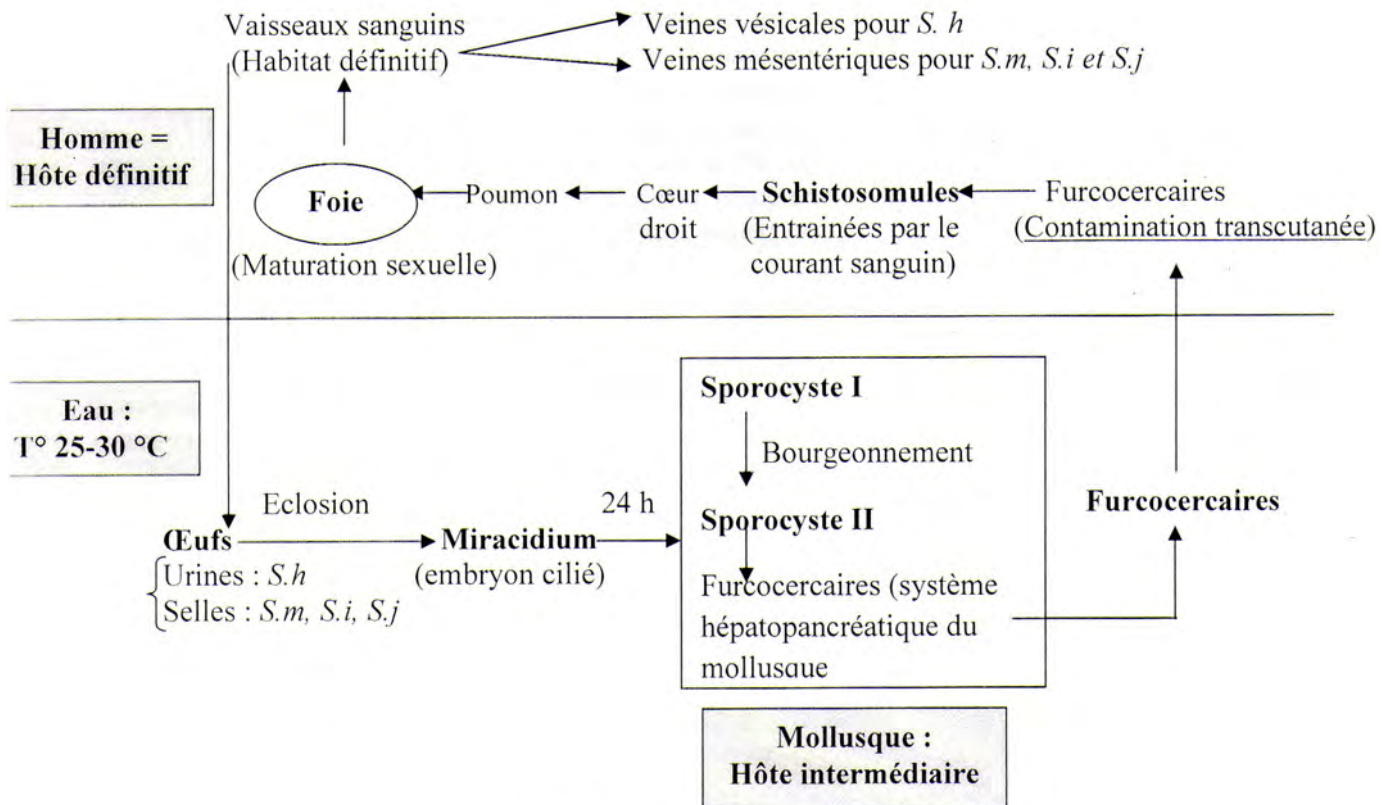 Vaisseaux sanguins
(Habitat définitif)
Veines vésicales pour S. h
Veines mésentériques pour S.m, S.i et S.j
Homme =
Hôte définitif
Foie
(Maturation sexuelle)
Poumon
Cœur
droit
Schistosomules
(Entrainées par le
courant sanguin)
Furcocercaires
(Contamination transcutanée)
Eau :
T° 25-30 °C
Eclosion
Œufs
Urines : S.h
Selles : S.m, S.i, S.j
Miracidium
(embryon cilié)
24 h
Sporocyste I
Bourgeonnement
Sporocyste II
Furcocercaires (système
hépatopancréatique du
mollusque
Furcocercaires
Mollusque :
Hôte intermédiaire